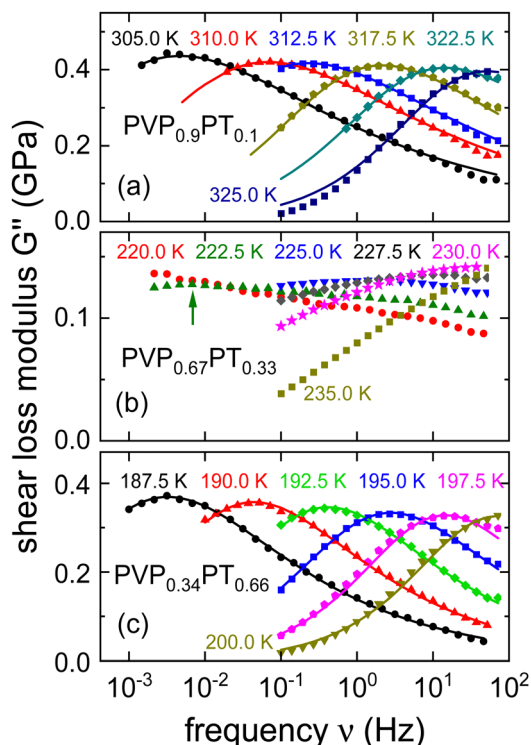 305.0 K 310.0 K 312.5 K 317.5 K 322.5 K
0.4
0.2
0.0
PVP0.9PT0.1
(a)
325.0 K
220.0 K 222.5 K 225.0 K 227.5 K 230.0 K
0.1
0.0
PVP0.67PT0.33
(b)
235.0 K
187.5 K 190.0 K 192.5 K 195.0 K 197.5 K
0.4
0.2
0.0
PVP0.34PT0.66
(c)
200.0 K
shear loss modulus G" (GPa)
10⁻³ 10⁻² 10⁻¹ 10⁰ 10¹ 10²
frequency ν (Hz)